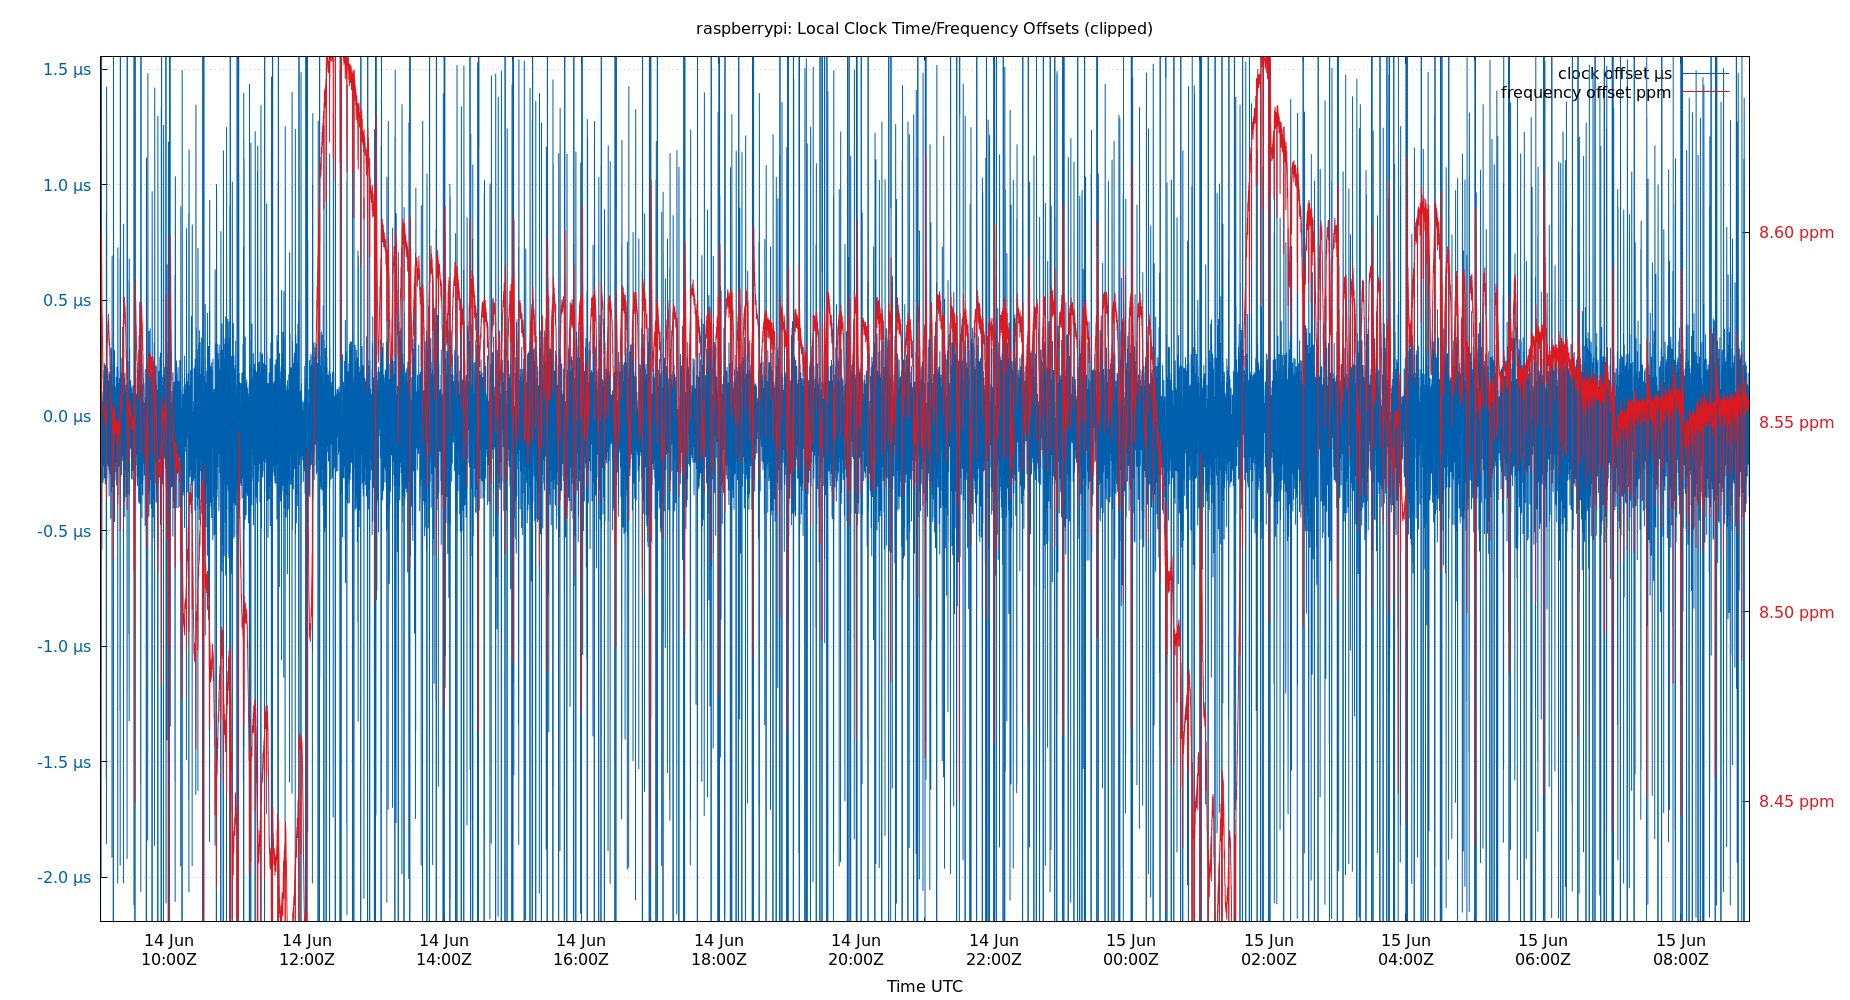 raspberrypi: Local Clock Time/Frequency Offsets (clipped)
clock offset µs
frequency offset ppm
1.5 µs
1.0 µs
0.5 µs
0.0 µs
-0.5 µs
-1.0 µs
-1.5 µs
-2.0 µs
8.60 ppm
8.55 ppm
8.50 ppm
8.45 ppm
14 Jun 14 Jun 14 Jun 14 Jun 14 Jun 14 Jun 14 Jun 15 Jun 15 Jun 15 Jun 15 Jun 15 Jun
10:00Z 12:00Z 14:00Z 16:00Z 18:00Z 20:00Z 22:00Z 00:00Z 02:00Z 04:00Z 06:00Z 08:00Z
Time UTC